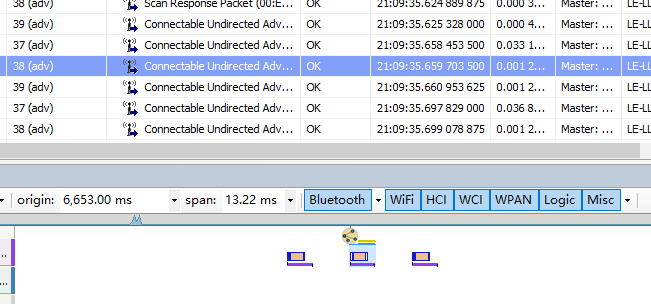 38 (adv) Scan Response Packet (00:E... OK 21:09:35.624 889 875 0.000 3... Master: ... LE-LL
39 (adv) Connectable Undirected Adv... OK 21:09:35.625 328 000 0.000 4... Master: ... LE-LL
37 (adv) Connectable Undirected Adv... OK 21:09:35.658 453 500 0.033 1... Master: ... LE-LL
38 (adv) Connectable Undirected Adv... OK 21:09:35.659 703 500 0.001 2... Master: ... LE-LL
39 (adv) Connectable Undirected Adv... OK 21:09:35.660 953 625 0.001 2... Master: ... LE-LL
37 (adv) Connectable Undirected Adv... OK 21:09:35.697 829 000 0.036 8... Master: ... LE-LL
38 (adv) Connectable Undirected Adv... OK 21:09:35.699 078 875 0.001 2... Master: ... LE-LL
origin: 6,653.00 ms span: 13.22 ms Bluetooth WiFi HCI WCI WPAN Logic Misc